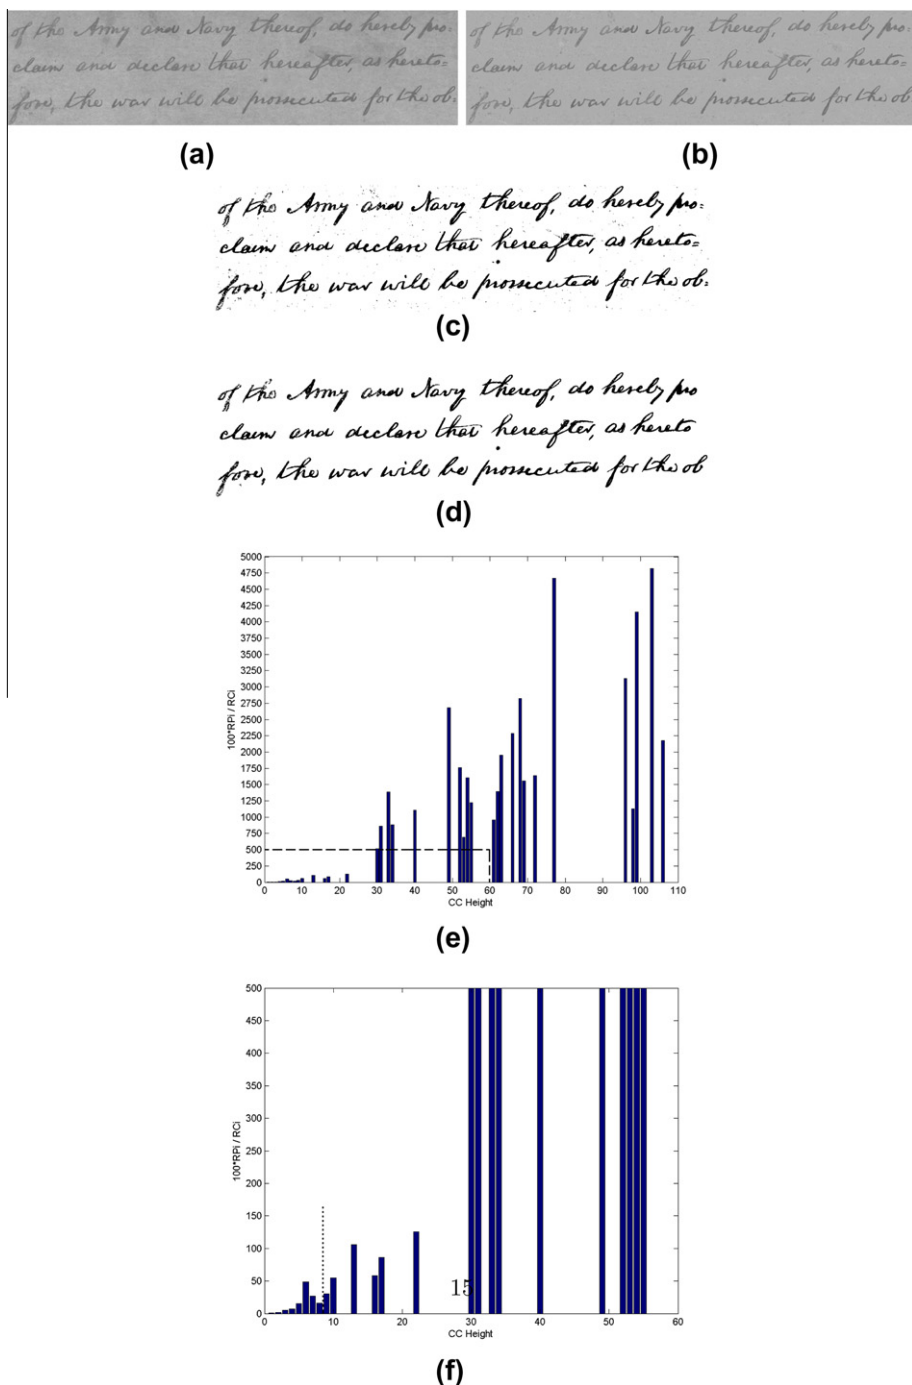 of the Army and Navy thereof, do hereby pro- of the Army and Navy thereof, do hereby pro-
claim and declare that hereafter, as hereto= claim and declare that hereafter, as hereto=
fore, the war will be prosecuted for the ob- fore, the war will be prosecuted for the ob-
(a) (b)
of the Army and Navy thereof, do hereby pro=
claim and declare that hereafter, as hereto=
fore, the war will be prosecuted for the ob=
(c)
of the Army and Navy thereof, do hereby pro
claim and declare that hereafter, as hereto
fore, the war will be prosecuted for the ob
(d)
5000
4750
4500
4250
4000
3750
3500
3250
3000
2750
2500
2250
2000
1750
1500
1250
1000
750
500
250
0
100*RPi / RCi
0 10 20 30 40 50 60 70 80 90 100 110
CC Height
(e)
500
450
400
350
300
250
200
150
100
50
0
100*RPi / RCi
15
0 10 20 30 40 50 60
CC Height
(f)